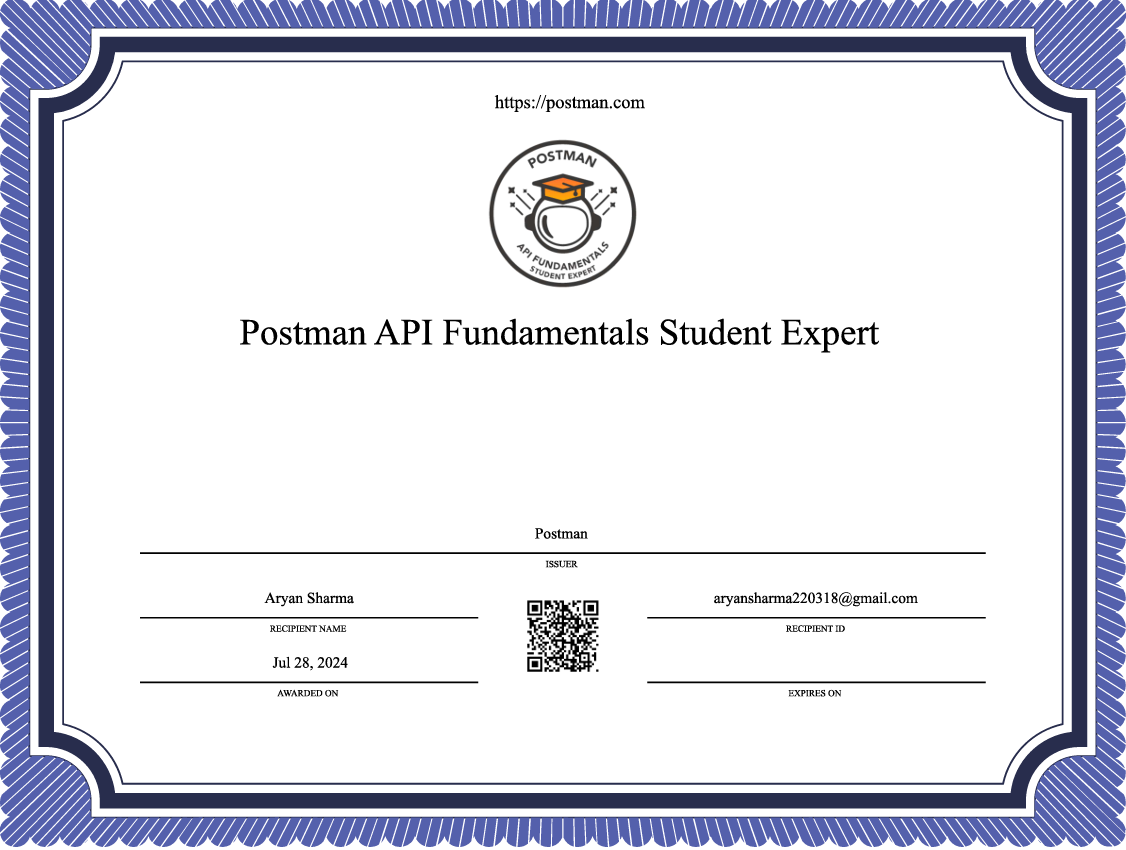 https://postman.com
POSTMAN
API FUNDAMENTALS
STUDENT EXPERT
Postman API Fundamentals Student Expert
Postman
ISSUER
Aryan Sharma
RECIPIENT NAME
aryansharma220318@gmail.com
RECIPIENT ID
Jul 28, 2024
AWARDED ON
EXPIRES ON